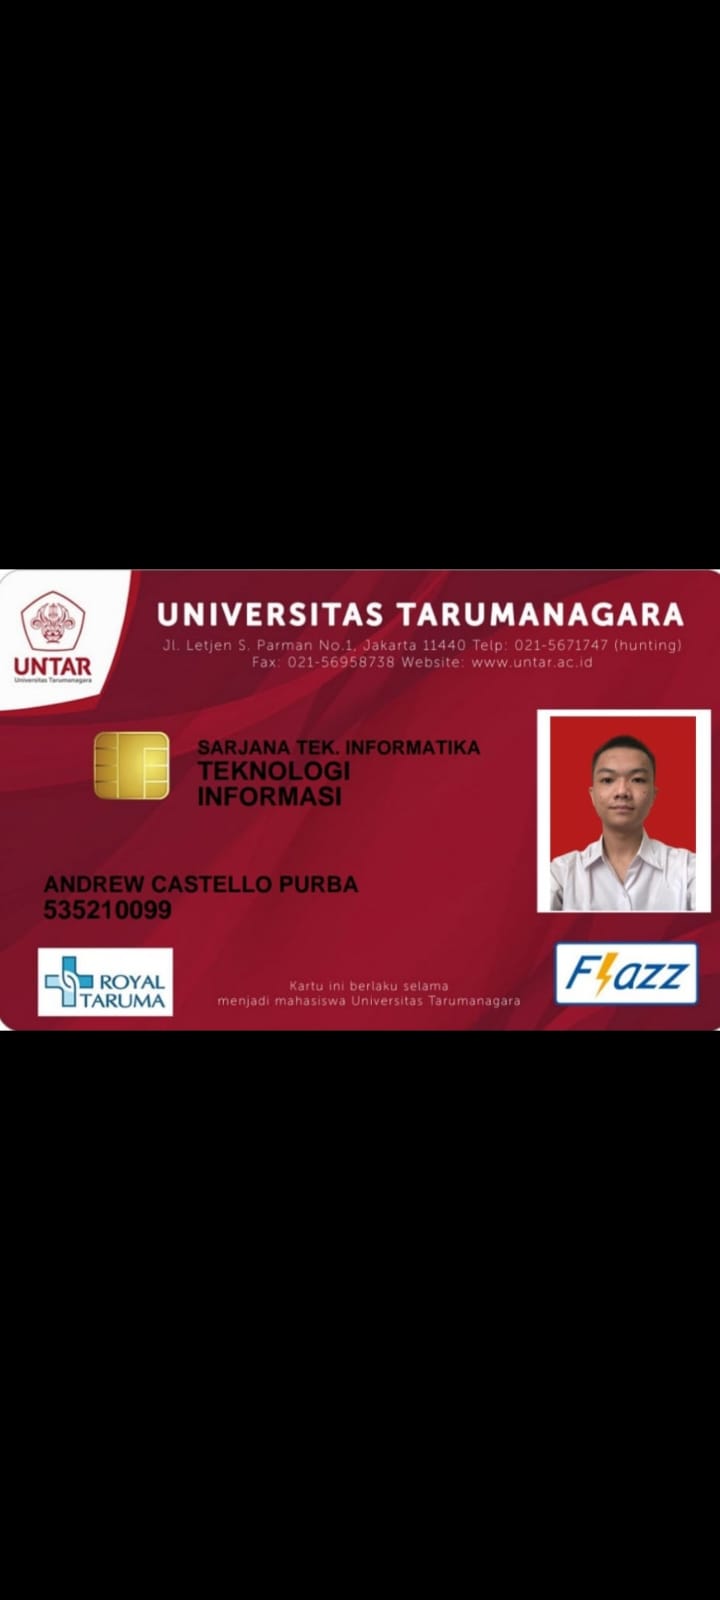 UNIVERSITAS TARUMANAGARA
Jl. Letjen S. Parman No.1, Jakarta 11440 Telp: 021-5671747 (hunting)
Fax: 021-56958738 Website: www.untar.ac.id
UNTAR
Universitas Tarumanagara
SARJANA TEK. INFORMATIKA
TEKNOLOGI
INFORMASI
ANDREW CASTELLO PURBA
535210099
ROYAL
TARUMA
Kartu ini berlaku selama
menjadi mahasiswa Universitas Tarumanagara
Flazz